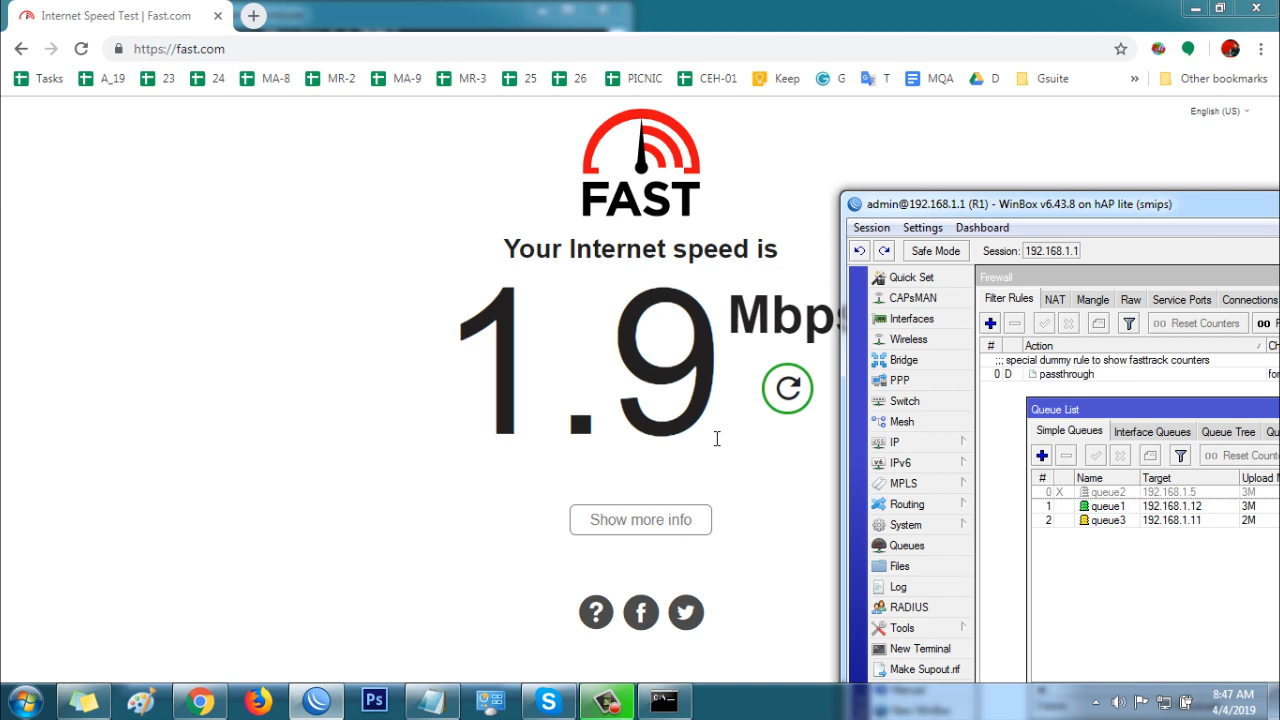 Internet Speed Test | Fast.com
https://fast.com
Tasks A_19 23 24 MA-8 MR-2 MA-9 MR-3 25 26 PICNIC CEH-01 Keep G T MQA D Gsuite » Other bookmarks
English (US)
FAST
Your Internet speed is
1.9 Mbps
Show more info
admin@192.168.1.1 (R1) - WinBox v6.43.8 on hAP lite (smips)
Session Settings Dashboard
Safe Mode Session: 192.168.1.1
Quick Set
CAPsMAN
Interfaces
Wireless
Bridge
PPP
Switch
Mesh
IP
IPv6
MPLS
Routing
System
Queues
Files
Log
RADIUS
Tools
New Terminal
Make Supout.rif
Firewall
Filter Rules NAT Mangle Raw Service Ports Connections
00 Reset Counters 00
# Action
;;; special dummy rule to show fasttrack counters
0 D passthrough
Queue List
Simple Queues Interface Queues Queue Tree
00 Reset
# Name Target Upload
0 X queue2 192.168.1.5 3M
1 queue1 192.168.1.12 3M
2 queue3 192.168.1.11 2M
8:47 AM
4/4/2019